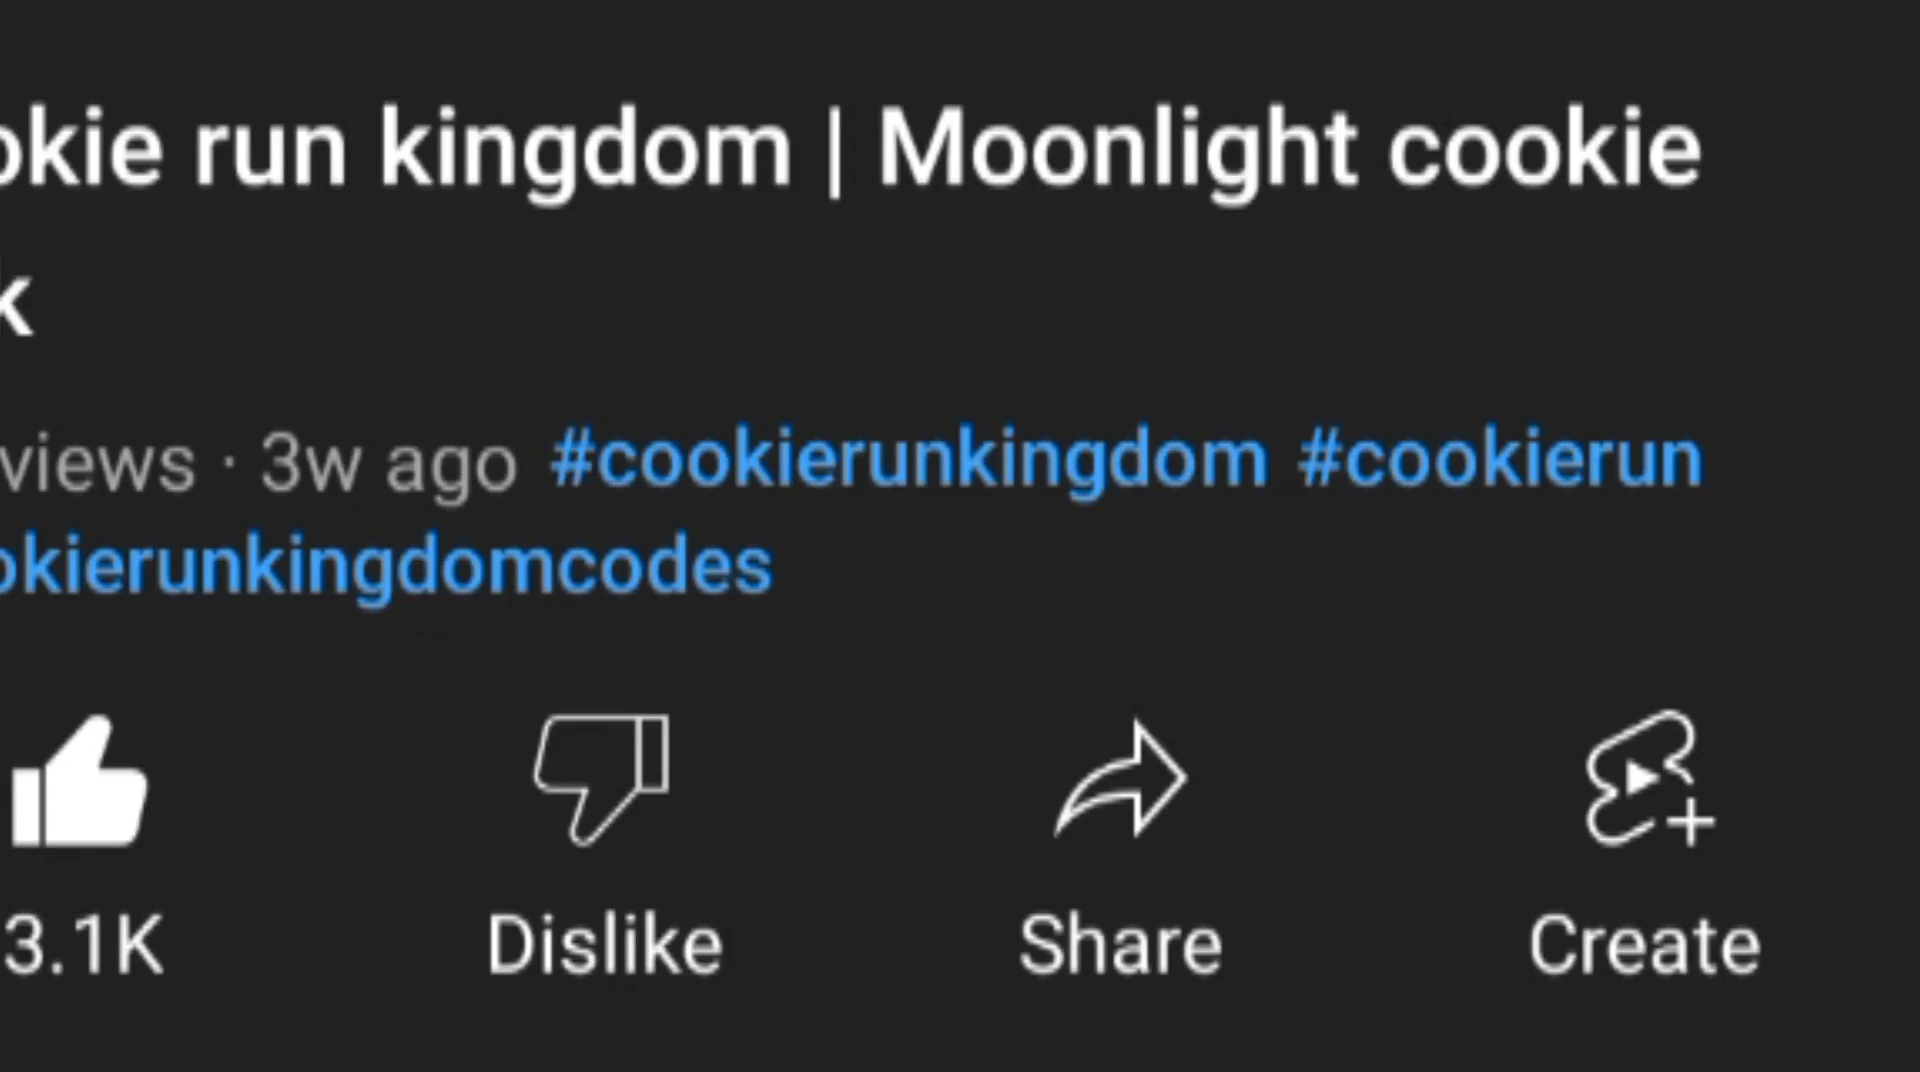 okie run kingdom | Moonlight cookie
k
views · 3w ago #cookierunkingdom #cookierun
okierunkingdomcodes
3.1K Dislike Share Create